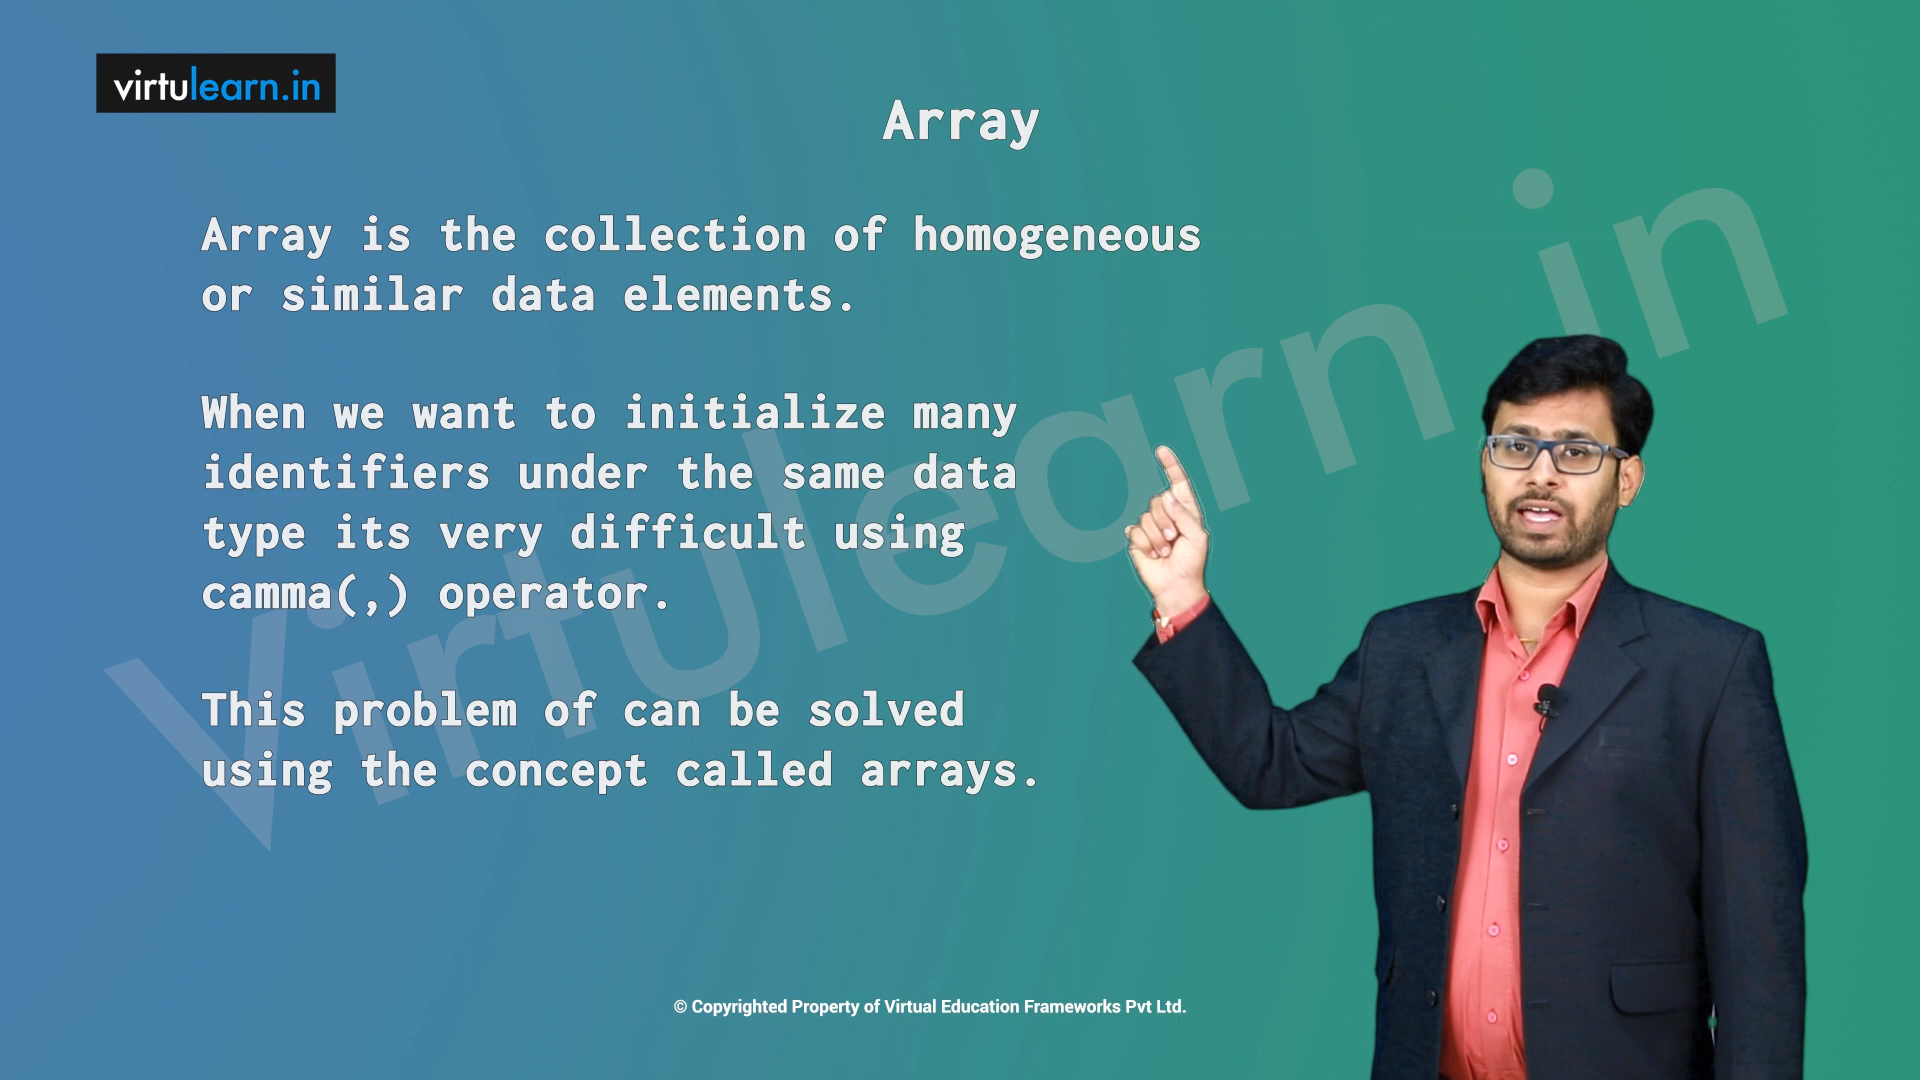 virtulearn.in
Array
Array is the collection of homogeneous
or similar data elements.
When we want to initialize many
identifiers under the same data
type its very difficult using
camma(,) operator.
This problem of can be solved
using the concept called arrays.
Virtulearn.in
© Copyrighted Property of Virtual Education Frameworks Pvt Ltd.